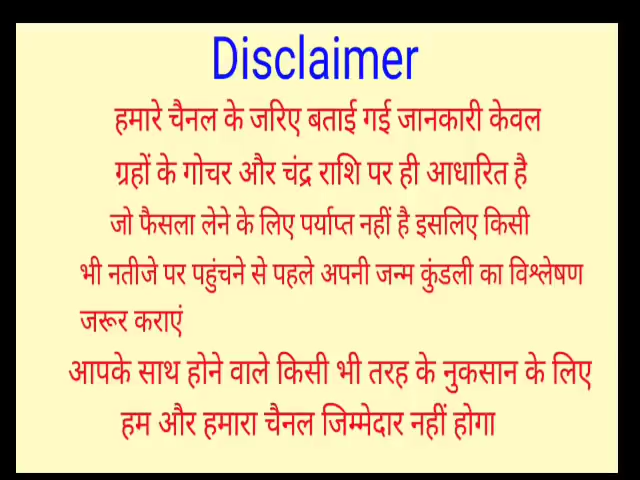 Disclaimer
हमारे चैनल के जरिए बताई गई जानकारी केवल
ग्रहों के गोचर और चंद्र राशि पर ही आधारित है
जो फैसला लेने के लिए पर्याप्त नहीं है इसलिए किसी
भी नतीजे पर पहुंचने से पहले अपनी जन्म कुंडली का विश्लेषण
जरूर कराएं
आपके साथ होने वाले किसी भी तरह के नुकसान के लिए
हम और हमारा चैनल जिम्मेदार नहीं होगा